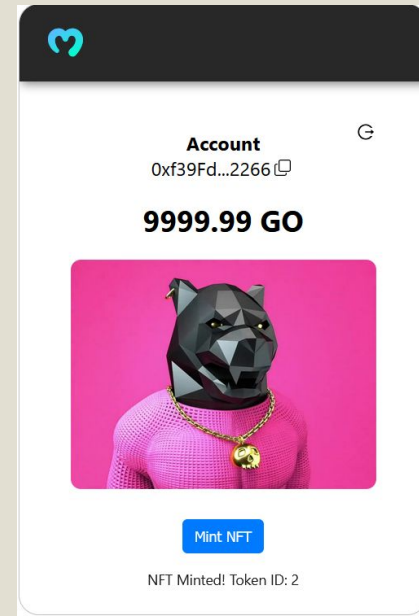 Account
0xf39Fd...2266
9999.99 GO
Mint NFT
NFT Minted! Token ID: 2